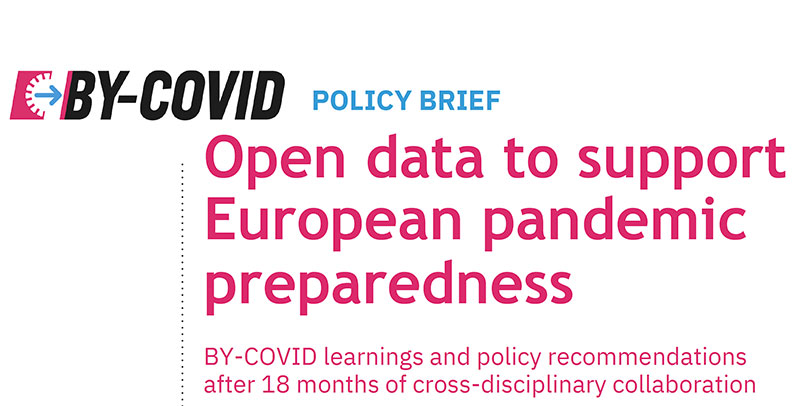 BY-COVID POLICY BRIEF
Open data to support
European pandemic
preparedness
BY-COVID learnings and policy recommendations
after 18 months of cross-disciplinary collaboration